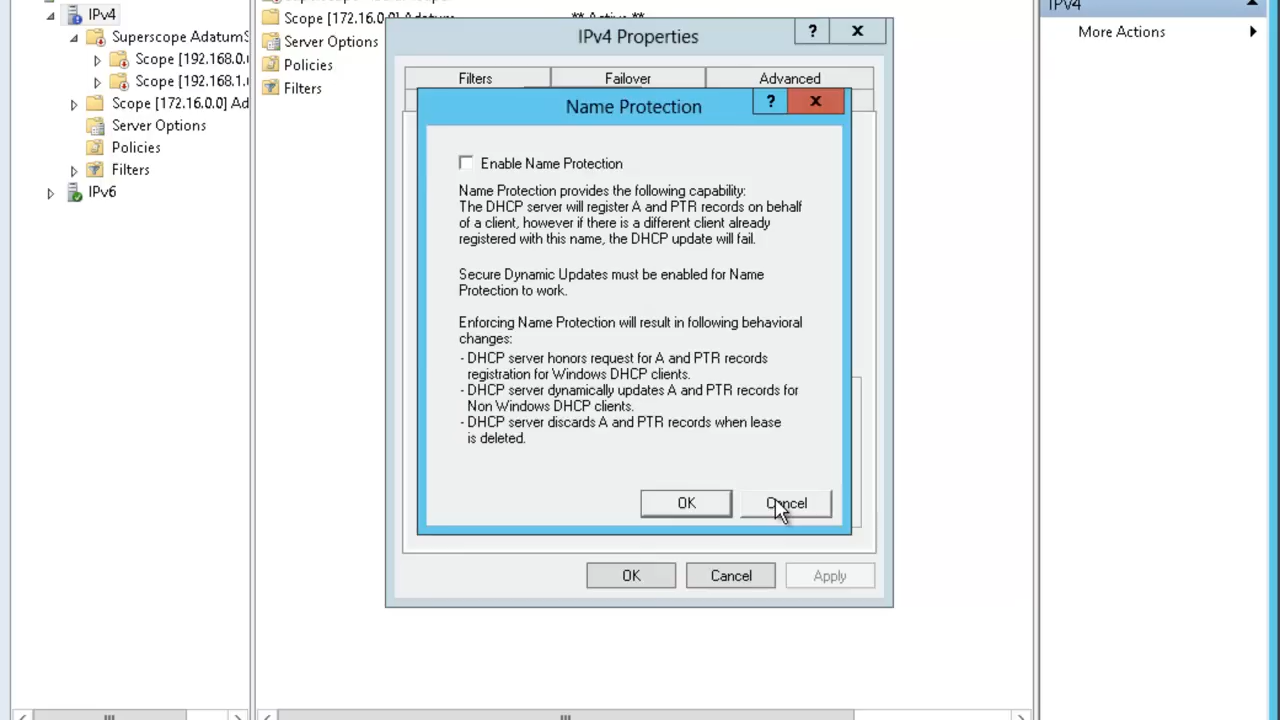 IPv4
Superscope AdatumS
Scope [192.168.0.
Scope [192.168.1.
Scope [172.16.0.0] Ad
Server Options
Policies
Filters
IPv6
Scope [172.16.0.0] Adatum
** Active **
Server Options
Policies
Filters
IPv4 Properties
?
x
Filters
Failover
Advanced
Name Protection
?
x
Enable Name Protection
Name Protection provides the following capability:
The DHCP server will register A and PTR records on behalf
of a client, however if there is a different client already
registered with this name, the DHCP update will fail.
Secure Dynamic Updates must be enabled for Name
Protection to work.
Enforcing Name Protection will result in following behavioral
changes:
- DHCP server honors request for A and PTR records
registration for Windows DHCP clients.
- DHCP server dynamically updates A and PTR records for
Non Windows DHCP clients.
- DHCP server discards A and PTR records when lease
is deleted.
OK
Cancel
OK
Cancel
Apply
IPv4
More Actions